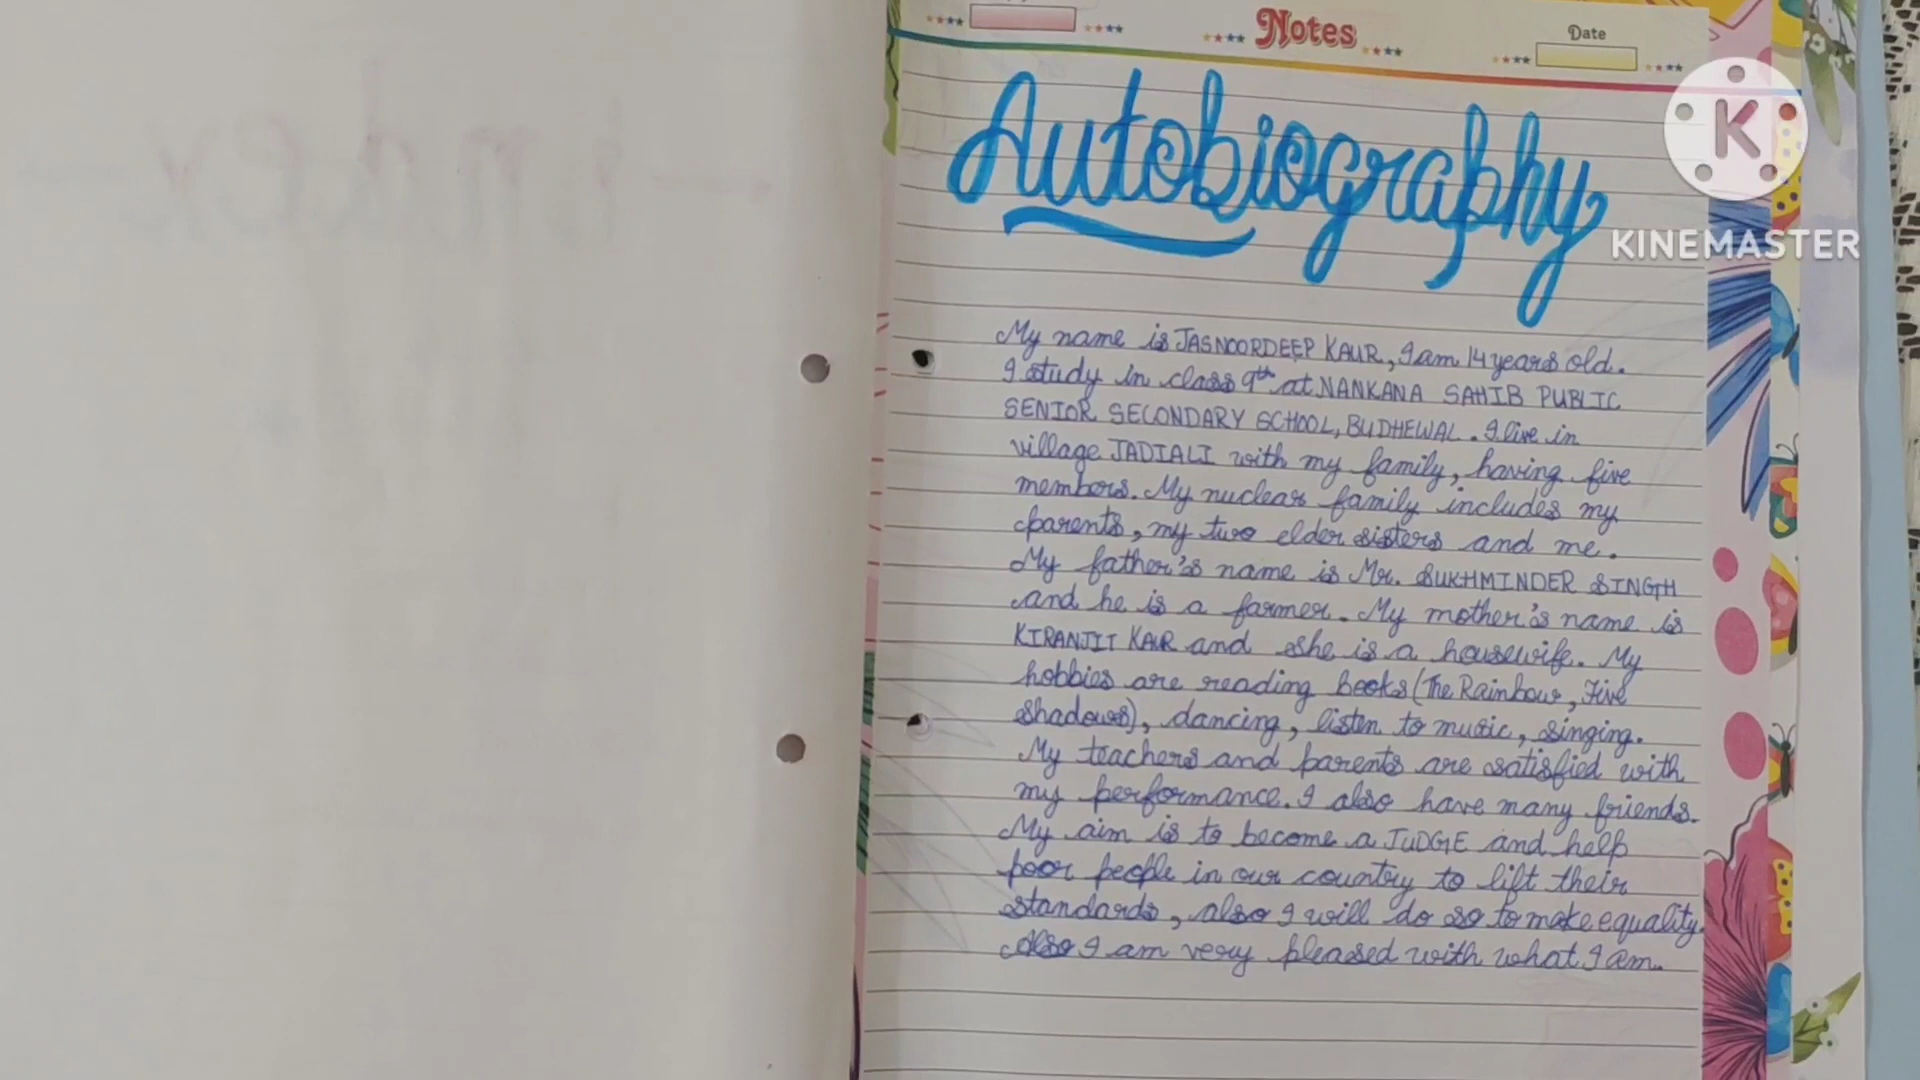 Notes
Date
Autobiography
K
KINEMASTER
index
My name is JASNOORDEEP KAUR, I am 14 years old.
I study in class 9th at NANKANA SAHIB PUBLIC
SENIOR SECONDARY SCHOOL, BUDHEWAL. I live in
village JADIALI with my family, having five
members. My nuclear family includes my
parents, my two elder sisters and me.
My father's name is Mr. SUKHMINDER SINGH
and he is a farmer. My mother's name is
KIRANJIT KAUR and she is a housewife. My
hobbies are reading books (The Rainbow, Five
shadows), dancing, listen to music, singing.
My teachers and parents are satisfied with
my performance. I also have many friends.
My aim is to become a JUDGE and help
poor people in our country to lift their
standards, also I will do so to make equality.
Also I am very pleased with what I am.